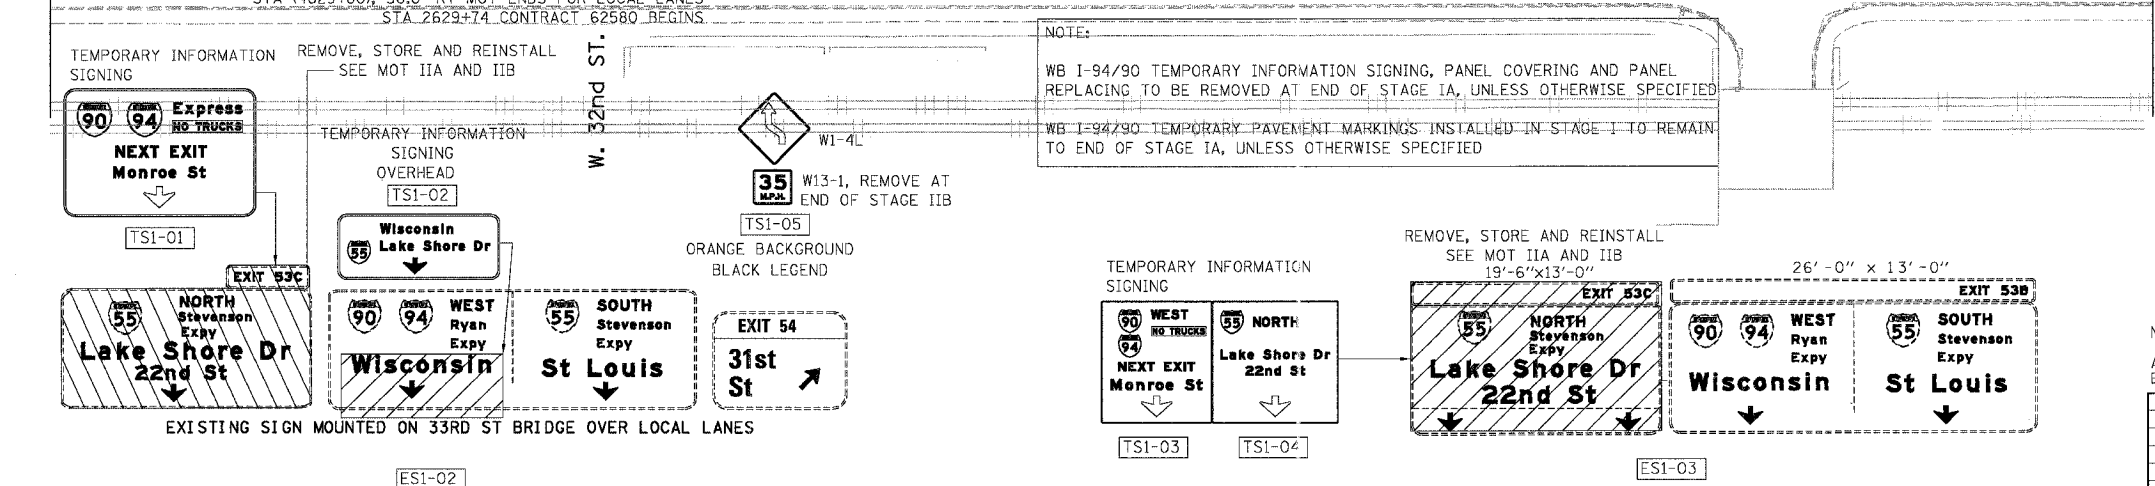 STA 2629+74 CONTRACT 62580 BEGINS
TEMPORARY INFORMATION
SIGNING
REMOVE, STORE AND REINSTALL
SEE MOT IIA AND IIB
90 94 Express
NO TRUCKS
NEXT EXIT
Monroe St
TS1-01
TEMPORARY INFORMATION
SIGNING
OVERHEAD
TS1-02
Wisconsin
55 Lake Shore Dr
W. 32nd ST.
W1-4L
35
M.P.H.
W13-1, REMOVE AT
END OF STAGE IIB
TS1-05
ORANGE BACKGROUND
BLACK LEGEND
NOTE:
WB I-94/90 TEMPORARY INFORMATION SIGNING, PANEL COVERING AND PANEL
REPLACING TO BE REMOVED AT END OF STAGE IA, UNLESS OTHERWISE SPECIFIED
WB I-94/90 TEMPORARY PAVEMENT MARKINGS INSTALLED IN STAGE I TO REMAIN
TO END OF STAGE IA, UNLESS OTHERWISE SPECIFIED
EXIT 53C
55 NORTH
Stevenson
Expy
Lake Shore Dr
22nd St
90 94 WEST
Ryan
Expy
Wisconsin
55 SOUTH
Stevenson
Expy
St Louis
EXIT 54
31st
St
EXISTING SIGN MOUNTED ON 33RD ST BRIDGE OVER LOCAL LANES
ES1-02
TEMPORARY INFORMATION
SIGNING
90 WEST
NO TRUCKS
94
NEXT EXIT
Monroe St
TS1-03
55 NORTH
Lake Shore Dr
22nd St
TS1-04
REMOVE, STORE AND REINSTALL
SEE MOT IIA AND IIB
19'-6"x13'-0"
EXIT 53C
55 NORTH
Stevenson
Expy
Lake Shore Dr
22nd St
26'-0" x 13'-0"
EXIT 53B
90 94 WEST
Ryan
Expy
Wisconsin
55 SOUTH
Stevenson
Expy
St Louis
ES1-03